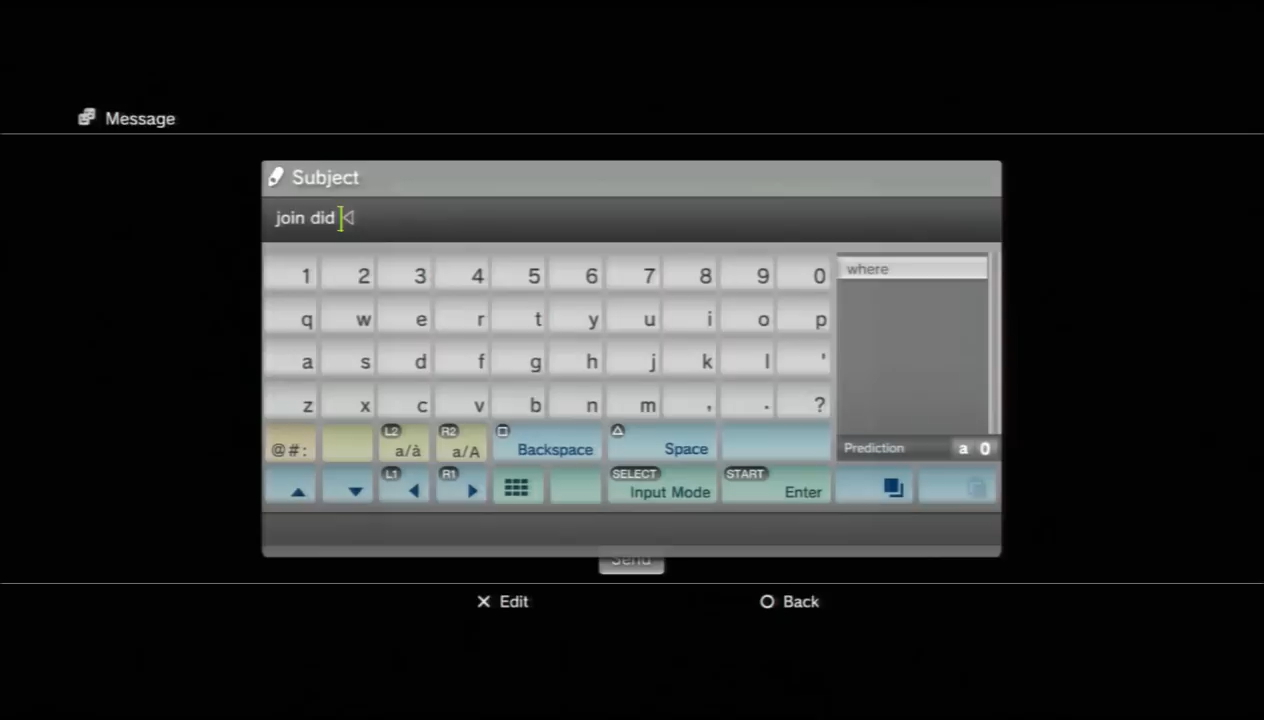 Message
Subject
join did
1 2 3 4 5 6 7 8 9 0
where
q w e r t y u i o p
a s d f g h j k l '
z x c v b n m , . ?
@#: L2 a/à R2 a/A Backspace Space
Prediction a 0
L1 R1 SELECT Input Mode START Enter
Send
Edit Back